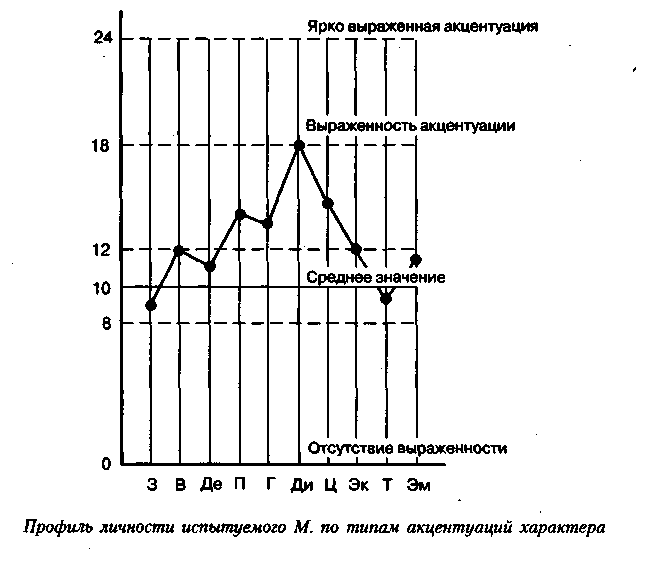 24
Ярко выраженная акцентуация
Выраженность акцентуации
18
12
Среднее значение
10
8
Отсутствие выраженности
0
З В Де П Г Ди Ц Эк Т Эм
Профиль личности испытуемого М. по типам акцентуаций характера